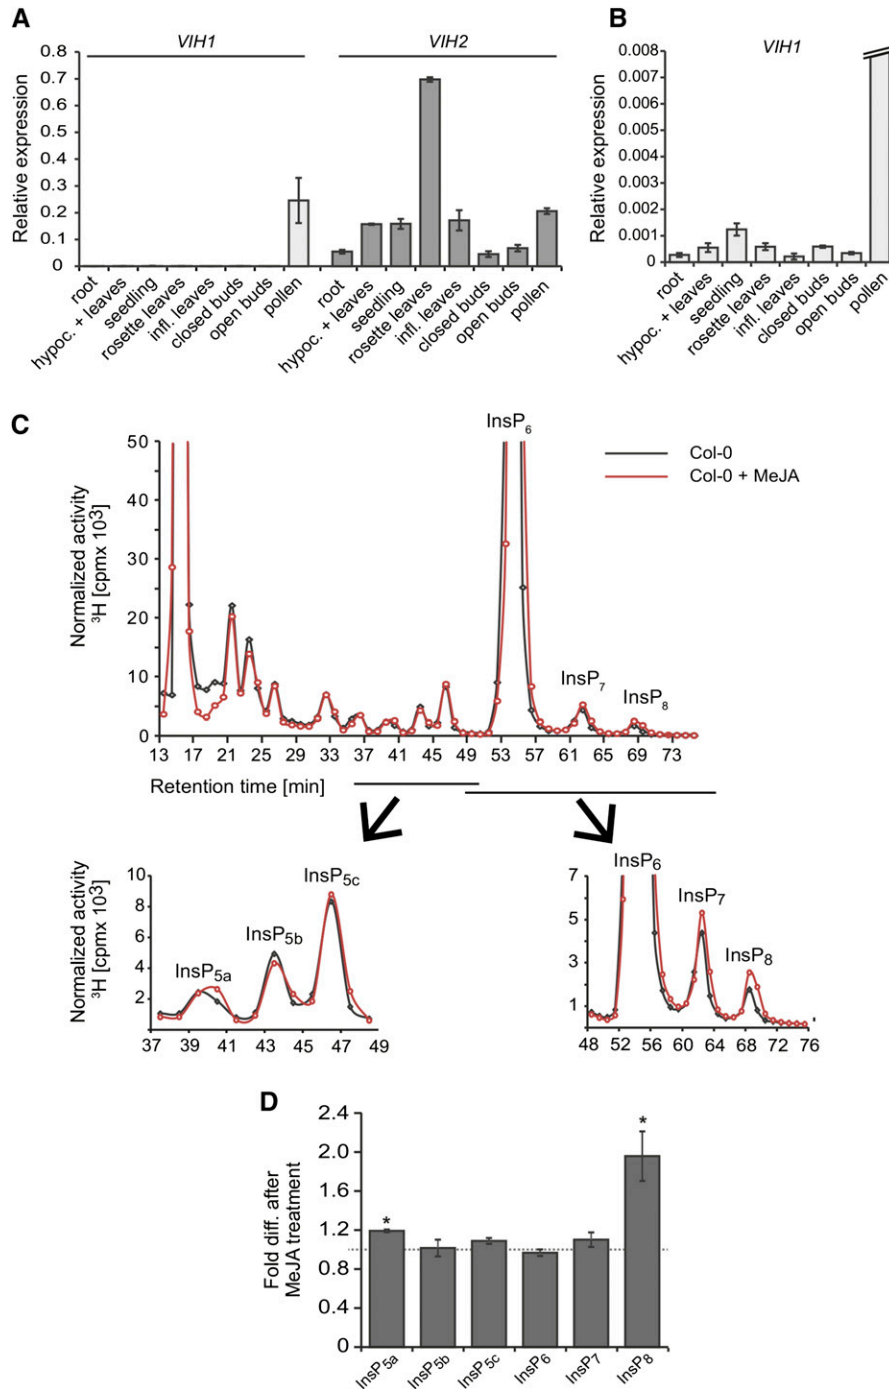 A
VIH1
VIH2
Relative expression
0.8
0.7
0.6
0.5
0.4
0.3
0.2
0.1
0
root
hypoc. + leaves
seedling
rosette leaves
infl. leaves
closed buds
open buds
pollen
root
hypoc. + leaves
seedling
rosette leaves
infl. leaves
closed buds
open buds
pollen
B
VIH1
Relative expression
0.008
0.007
0.006
0.005
0.004
0.003
0.002
0.001
0
root
hypoc. + leaves
seedling
rosette leaves
infl. leaves
closed buds
open buds
pollen
C
Normalized activity
³H [cpmx 10³]
50
40
30
20
10
0
InsP₆
InsP₇
InsP₈
Col-0
Col-0 + MeJA
13 17 21 25 29 33 37 41 45 49 53 57 61 65 69 73
Retention time [min]
Normalized activity
³H [cpmx 10³]
10
8
6
4
2
InsP5a
InsP5b
InsP5c
37 39 41 43 45 47 49
7
5
3
1
InsP₆
InsP₇
InsP₈
48 52 56 60 64 68 72 76
D
Fold diff. after
MeJA treatment
2.4
2.0
1.6
1.2
0.8
0.4
0
*
*
InsP5a
InsP5b
InsP5c
InsP6
InsP7
InsP8